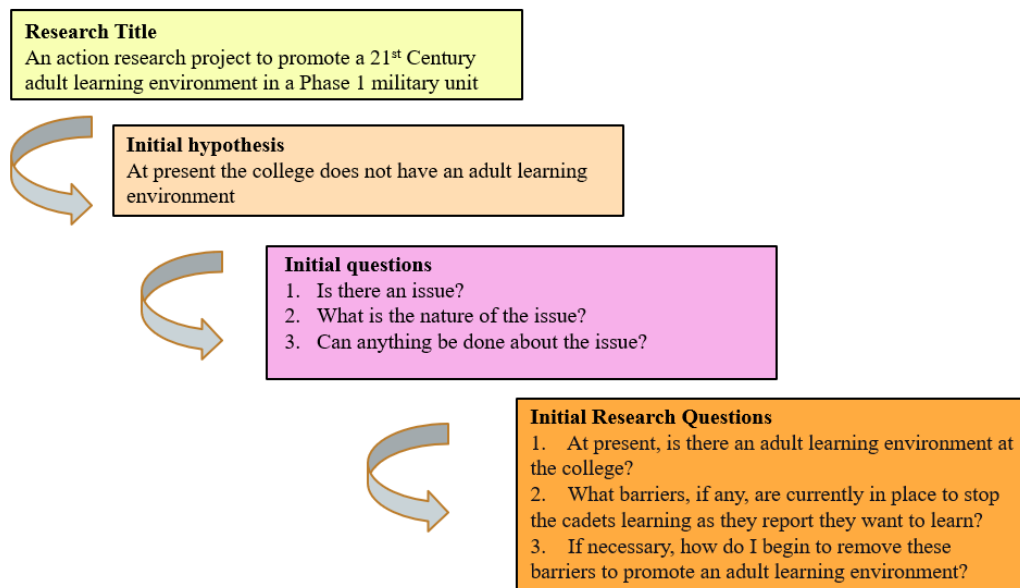 Research Title
An action research project to promote a 21st Century
adult learning environment in a Phase 1 military unit
Initial hypothesis
At present the college does not have an adult learning
environment
Initial questions
1. Is there an issue?
2. What is the nature of the issue?
3. Can anything be done about the issue?
Initial Research Questions
1. At present, is there an adult learning environment at
the college?
2. What barriers, if any, are currently in place to stop
the cadets learning as they report they want to learn?
3. If necessary, how do I begin to remove these
barriers to promote an adult learning environment?